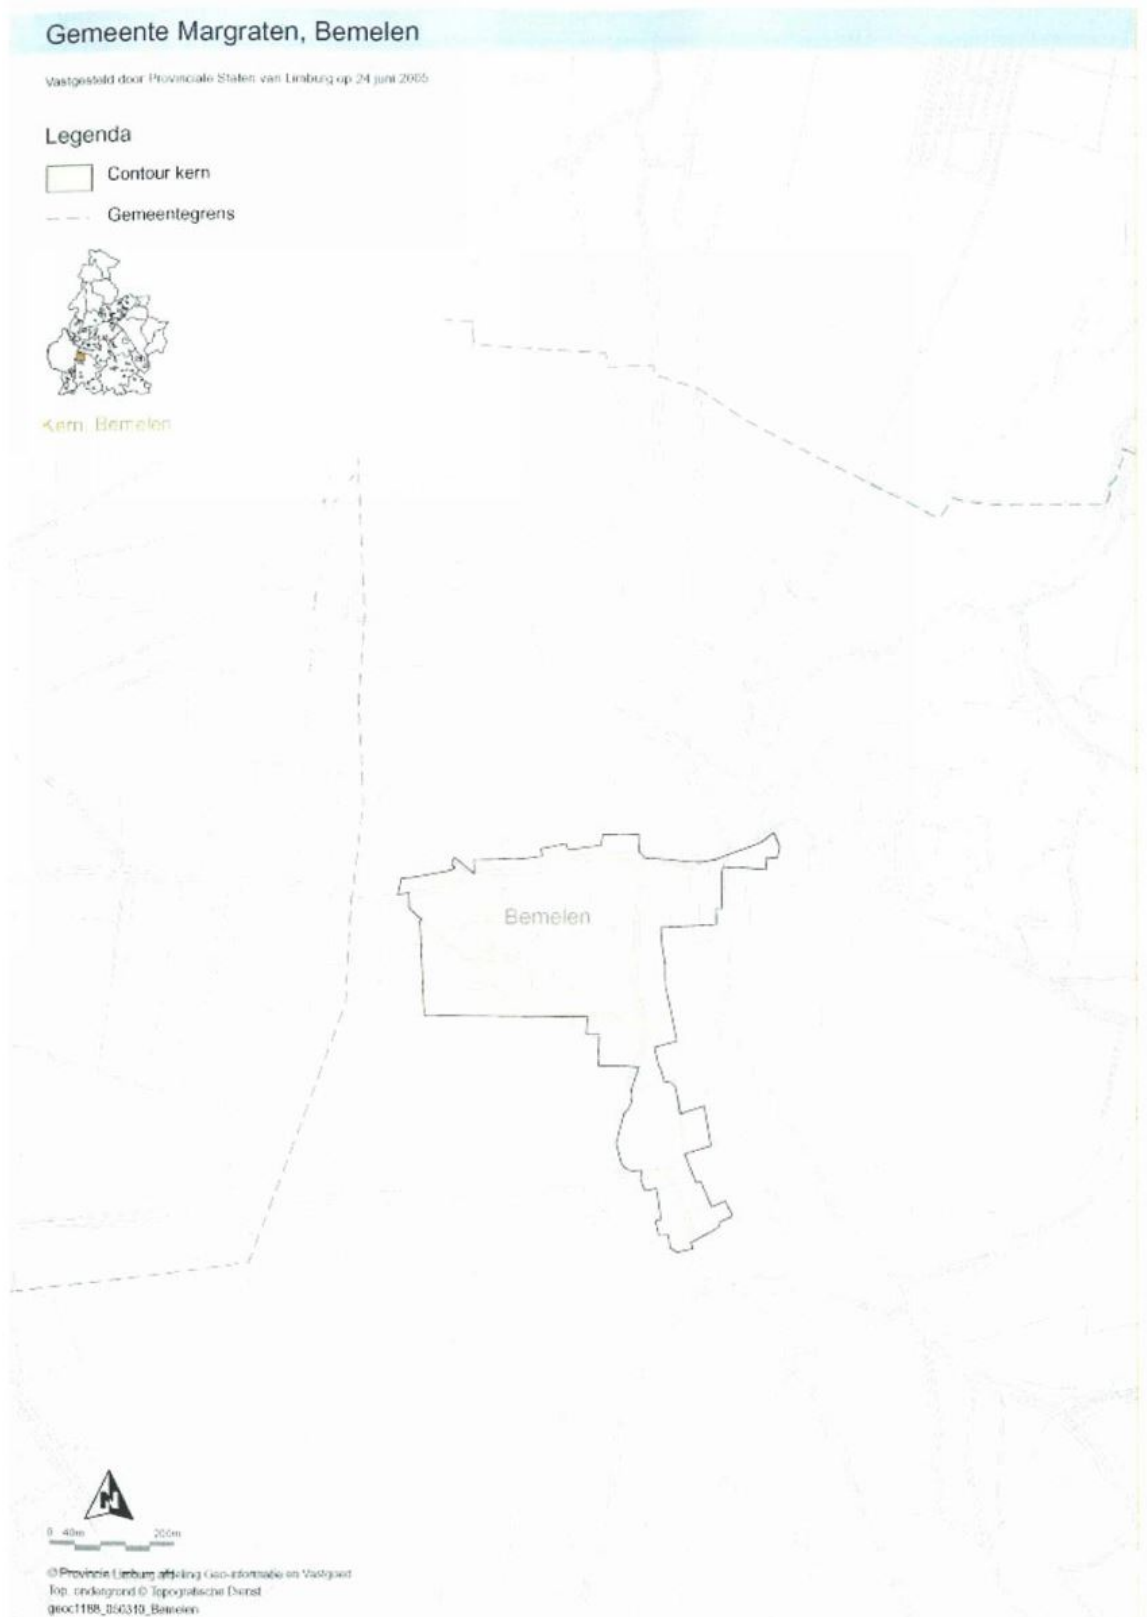 Gemeente Margraten, Bemelen
Vastgesteld door Provinciale Staten van Limburg op 24 juni 2005
Legenda
Contour kern
Gemeentegrens
Kern, Bemelen
Bemelen
N
0 40m 200m
© Provincie Limburg afdeling Geo-informatie en Vastgoed
Top. ondergrond © Topografische Dienst
geoc1188_050310_Bemelen